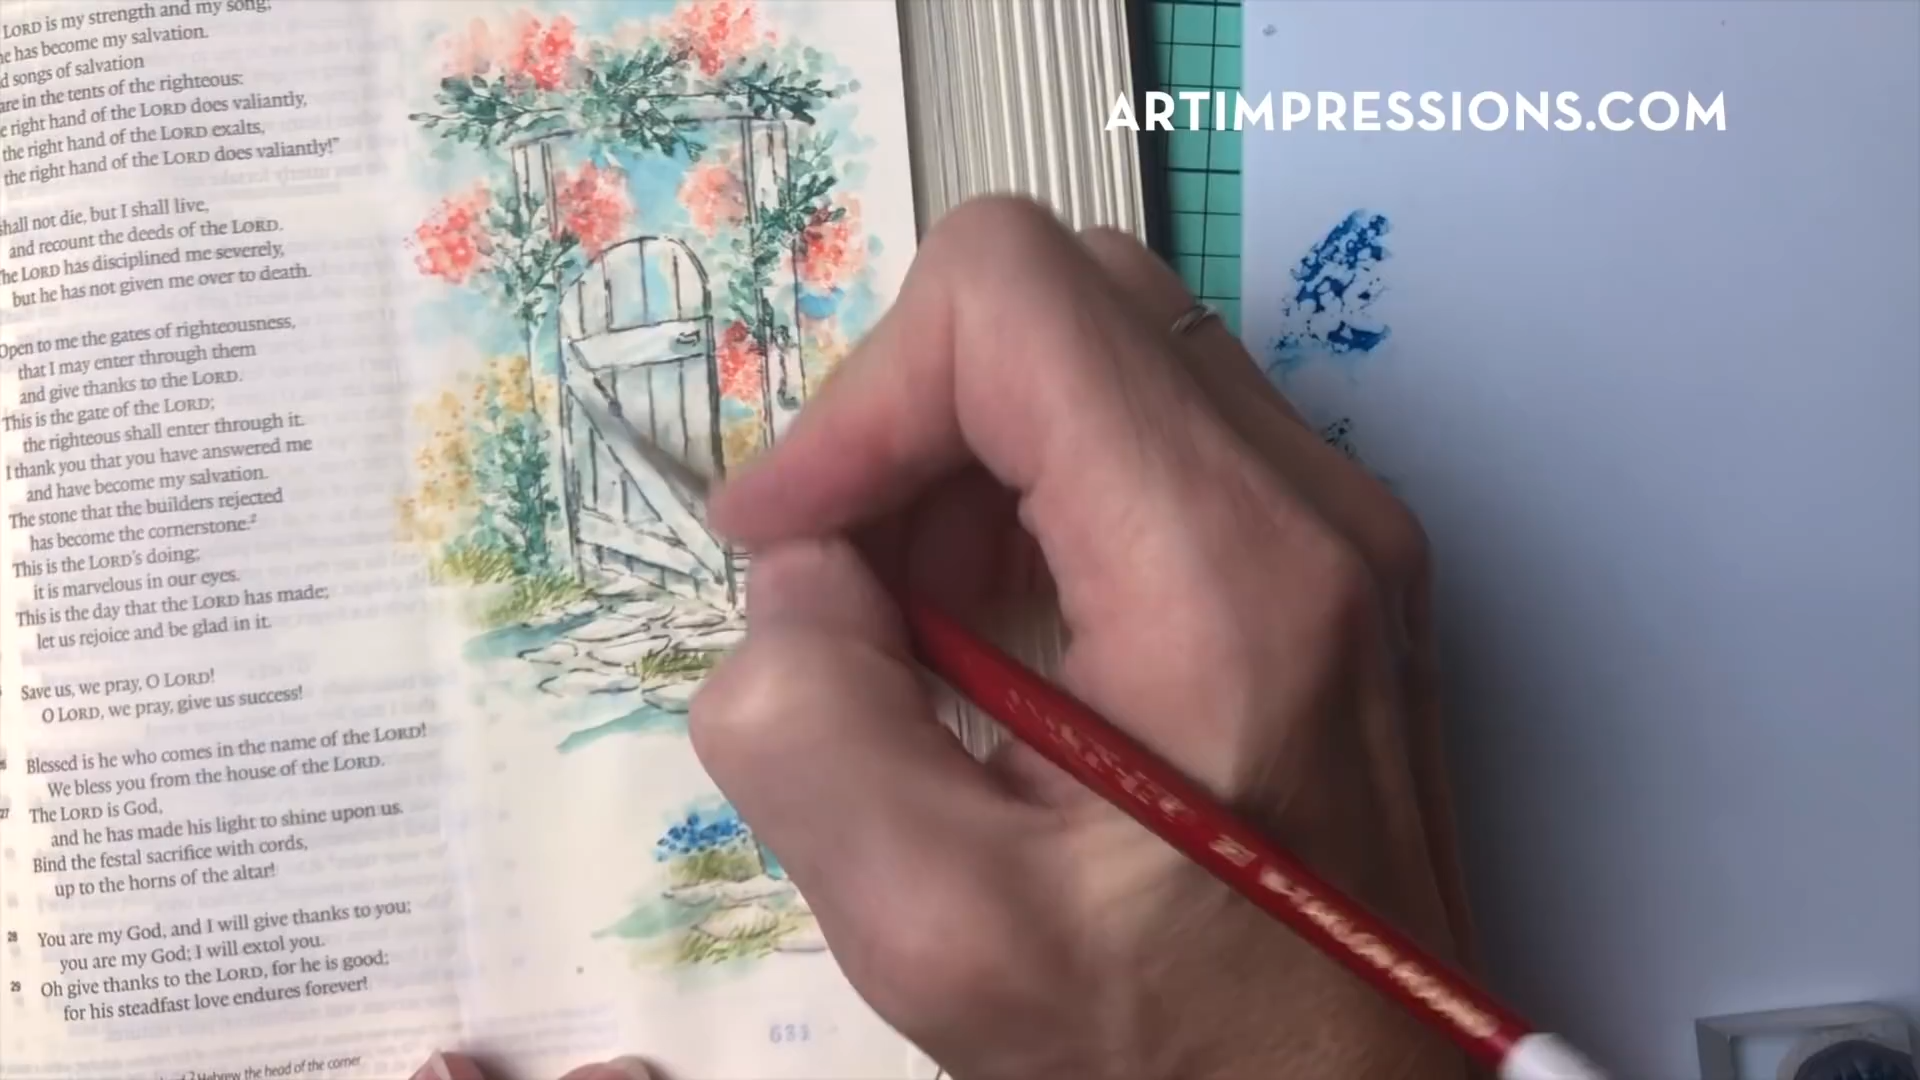 LORD is my strength and my song;
he has become my salvation.
songs of salvation
are in the tents of the righteous:
right hand of the LORD does valiantly,
the right hand of the LORD exalts,
the right hand of the LORD does valiantly!”
shall not die, but I shall live,
and recount the deeds of the LORD.
The LORD has disciplined me severely,
but he has not given me over to death.
Open to me the gates of righteousness,
that I may enter through them
and give thanks to the LORD.
This is the gate of the LORD;
the righteous shall enter through it.
I thank you that you have answered me
and have become my salvation.
The stone that the builders rejected
has become the cornerstone.²
This is the LORD's doing;
it is marvelous in our eyes.
This is the day that the LORD has made;
let us rejoice and be glad in it.
Save us, we pray, O LORD!
O LORD, we pray, give us success!
Blessed is he who comes in the name of the LORD!
We bless you from the house of the LORD.
27 The LORD is God,
and he has made his light to shine upon us.
Bind the festal sacrifice with cords,
up to the horns of the altar!
28 You are my God, and I will give thanks to you;
you are my God; I will extol you.
29 Oh give thanks to the LORD, for he is good;
for his steadfast love endures forever!
2 Hebrew the head of the corner
ARTIMPRESSIONS.COM